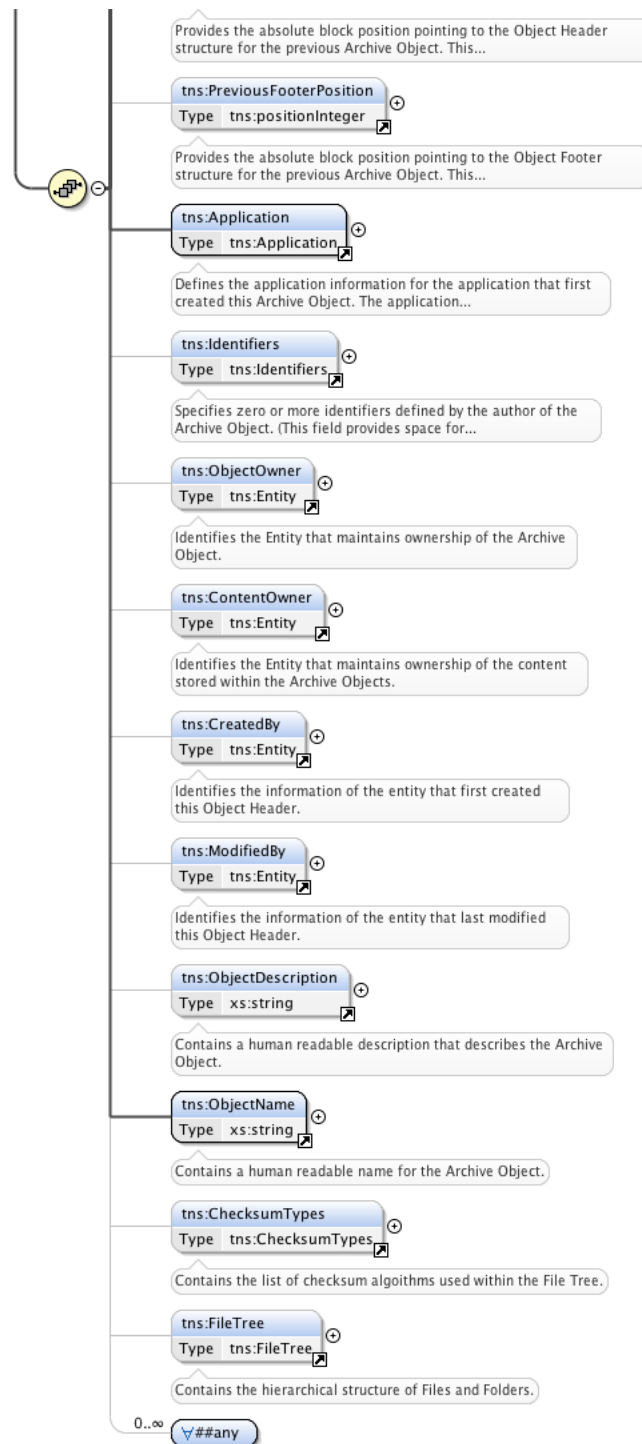 Provides the absolute block position pointing to the Object Header
structure for the previous Archive Object. This...
tns:PreviousFooterPosition
Type tns:positionInteger
Provides the absolute block position pointing to the Object Footer
structure for the previous Archive Object. This...
tns:Application
Type tns:Application
Defines the application information for the application that first
created this Archive Object. The application...
tns:Identifiers
Type tns:Identifiers
Specifies zero or more identifiers defined by the author of the
Archive Object. (This field provides space for...
tns:ObjectOwner
Type tns:Entity
Identifies the Entity that maintains ownership of the Archive
Object.
tns:ContentOwner
Type tns:Entity
Identifies the Entity that maintains ownership of the content
stored within the Archive Objects.
tns:CreatedBy
Type tns:Entity
Identifies the information of the entity that first created
this Object Header.
tns:ModifiedBy
Type tns:Entity
Identifies the information of the entity that last modified
this Object Header.
tns:ObjectDescription
Type xs:string
Contains a human readable description that describes the Archive
Object.
tns:ObjectName
Type xs:string
Contains a human readable name for the Archive Object.
tns:ChecksumTypes
Type tns:ChecksumTypes
Contains the list of checksum algoithms used within the File Tree.
tns:FileTree
Type tns:FileTree
Contains the hierarchical structure of Files and Folders.
0..∞ ∀##any